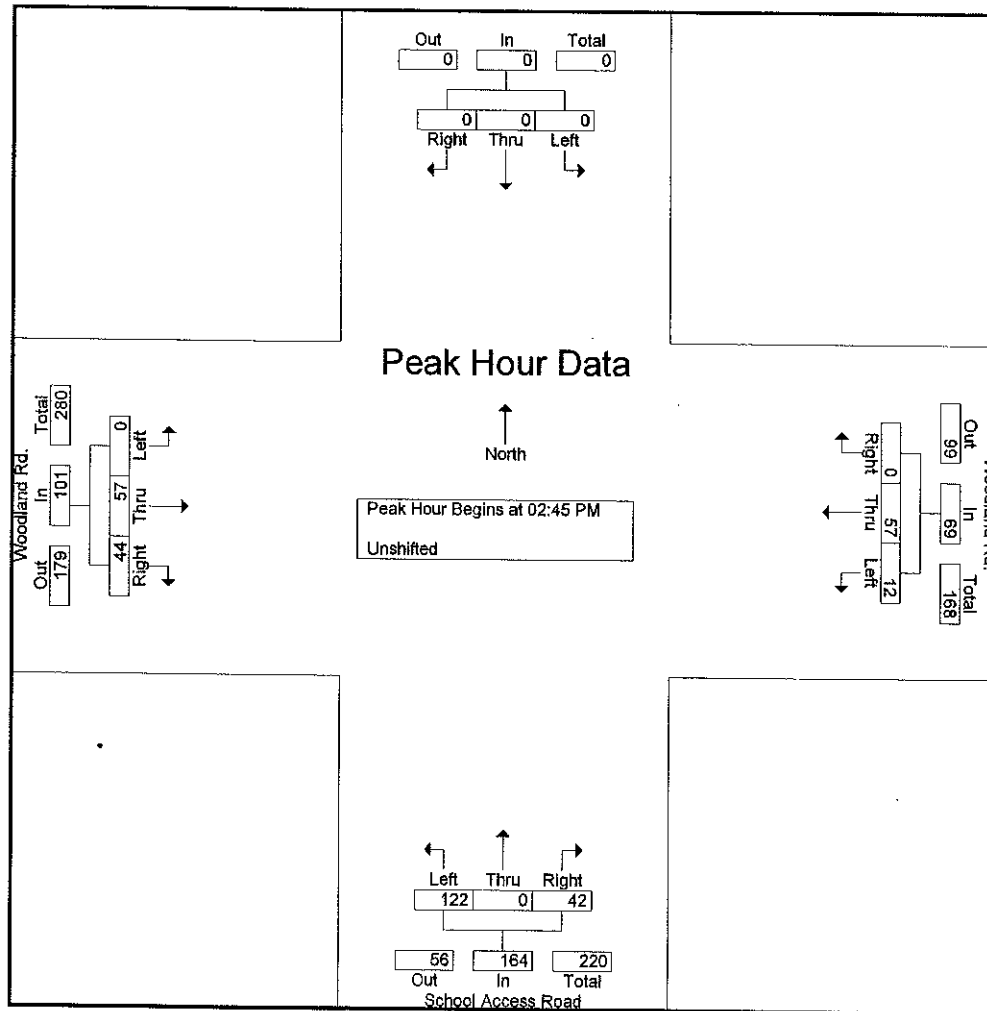 Out In Total
0 0 0
0 0 0
Right Thru Left
Peak Hour Data
North
Peak Hour Begins at 02:45 PM
Unshifted
Woodland Rd.
Out In Total
179 101 280
44 57 0
Right Thru Left
Out In Total
99 69 168
0 57 12
Right Thru Left
Left Thru Right
122 0 42
56 164 220
Out In Total
School Access Road